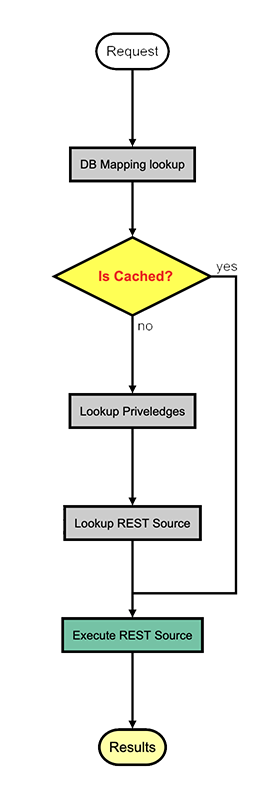 Request
DB Mapping lookup
Is Cached?
yes
no
Lookup Priveledges
Lookup REST Source
Execute REST Source
Results